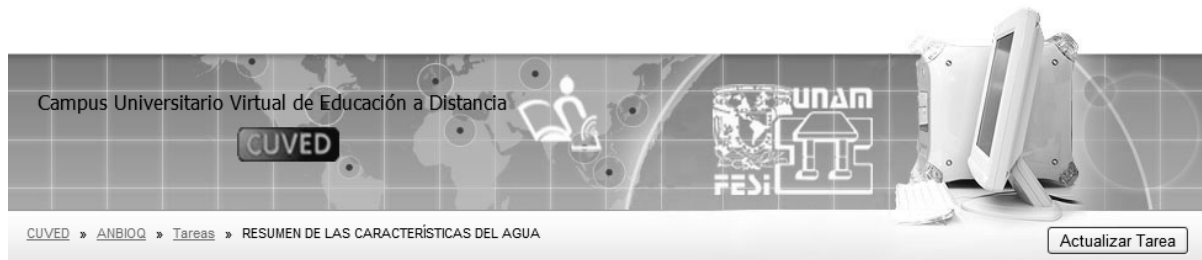 Campus Universitario Virtual de Educación a Distancia
CUVED
UNAM
FESi
CUVED » ANBIOQ » Tareas » RESUMEN DE LAS CARACTERÍSTICAS DEL AGUA
Actualizar Tarea